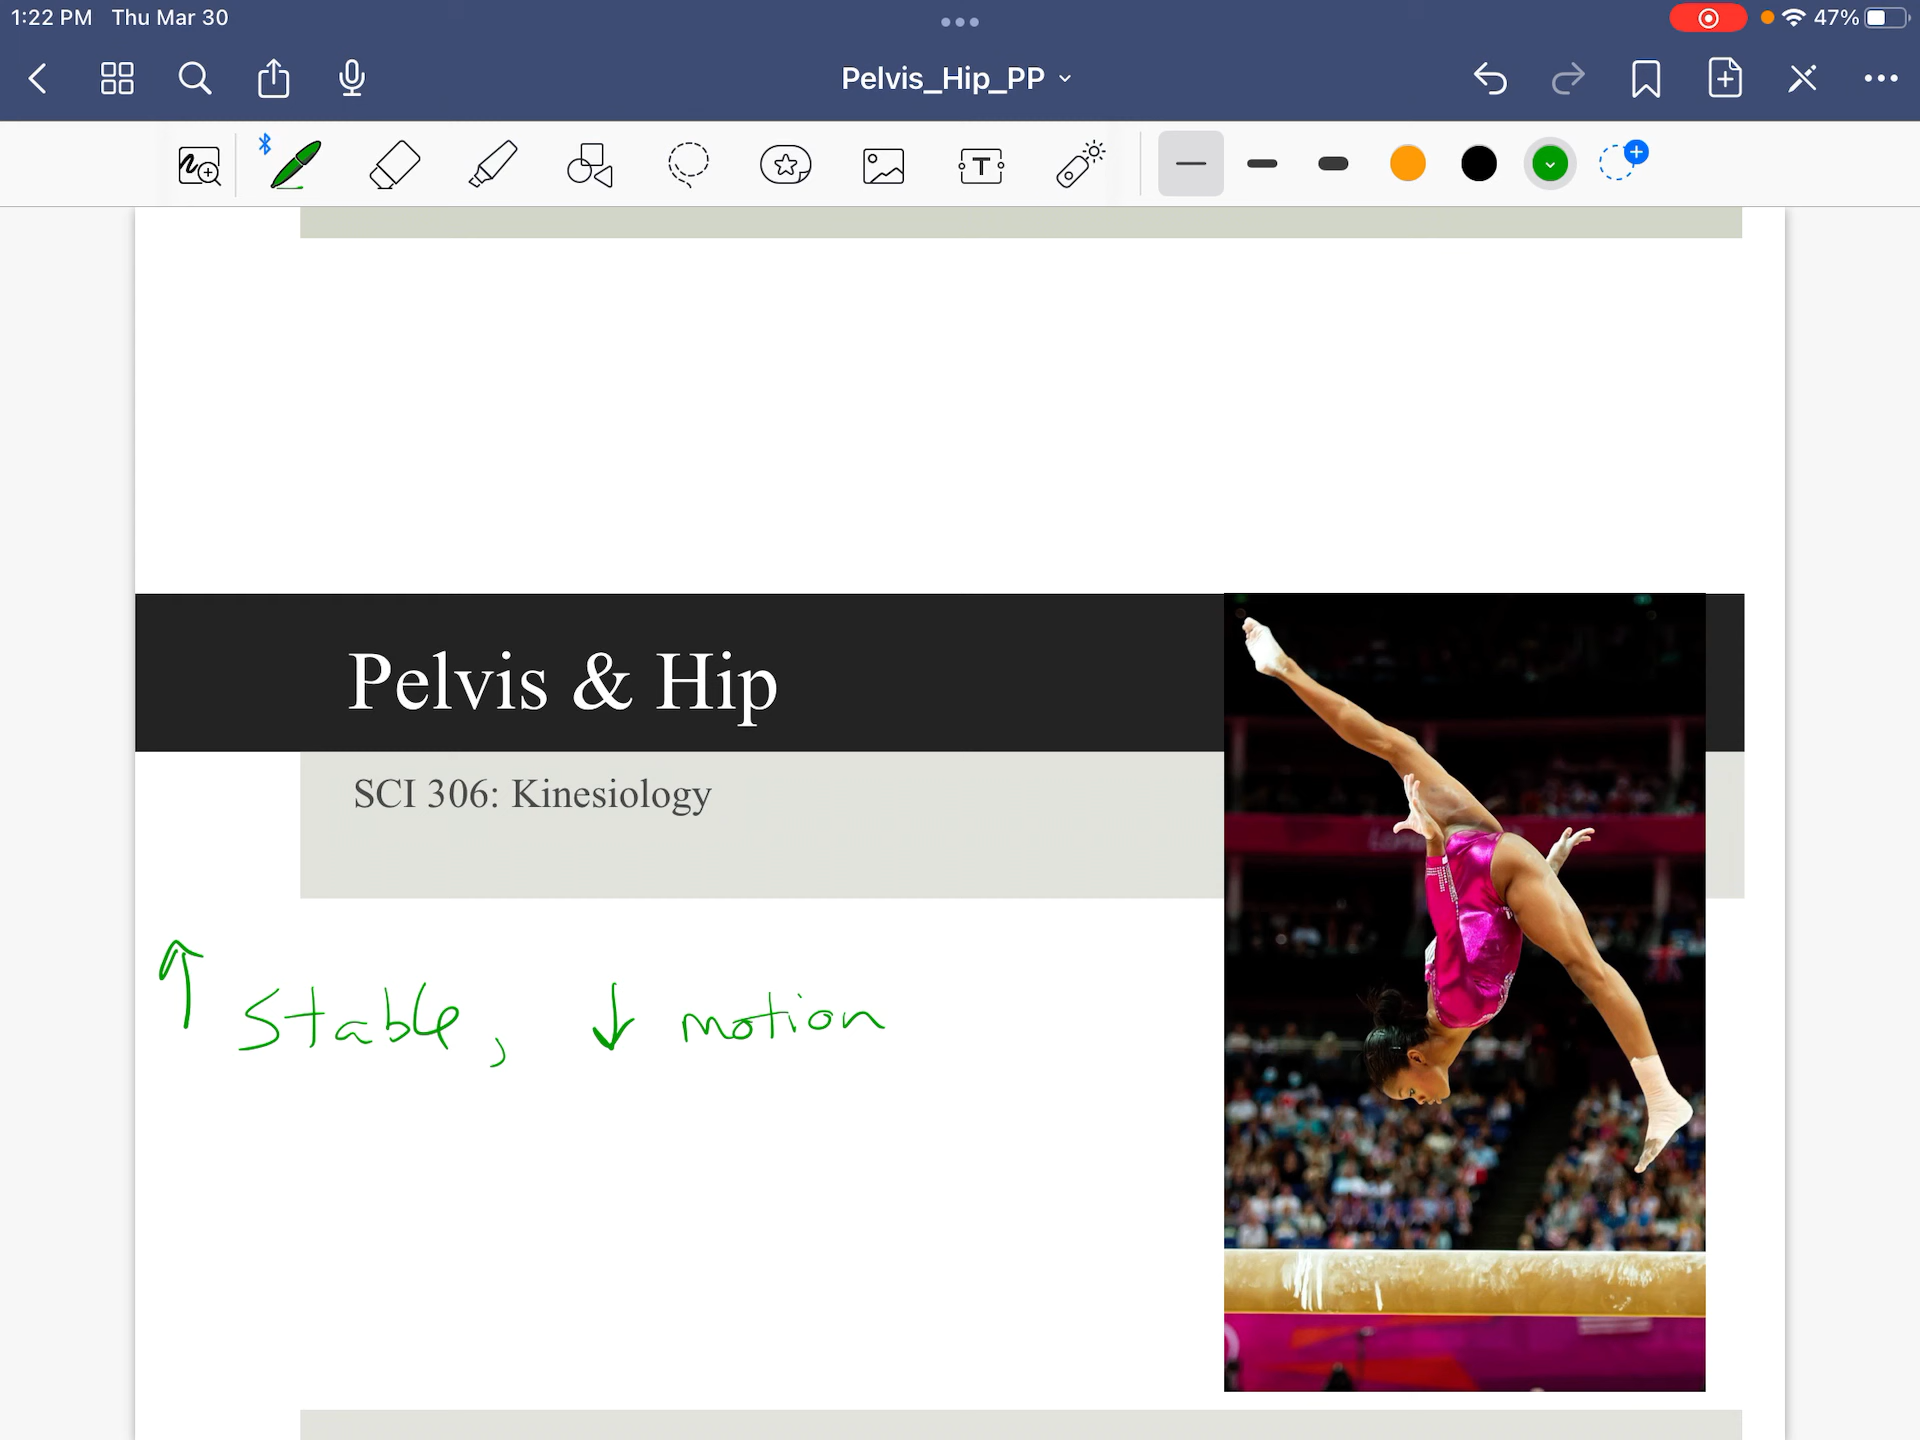 1:22 PM Thu Mar 30 47%
Pelvis_Hip_PP
T
Pelvis & Hip
SCI 306: Kinesiology
↑ Stable, ↓ motion